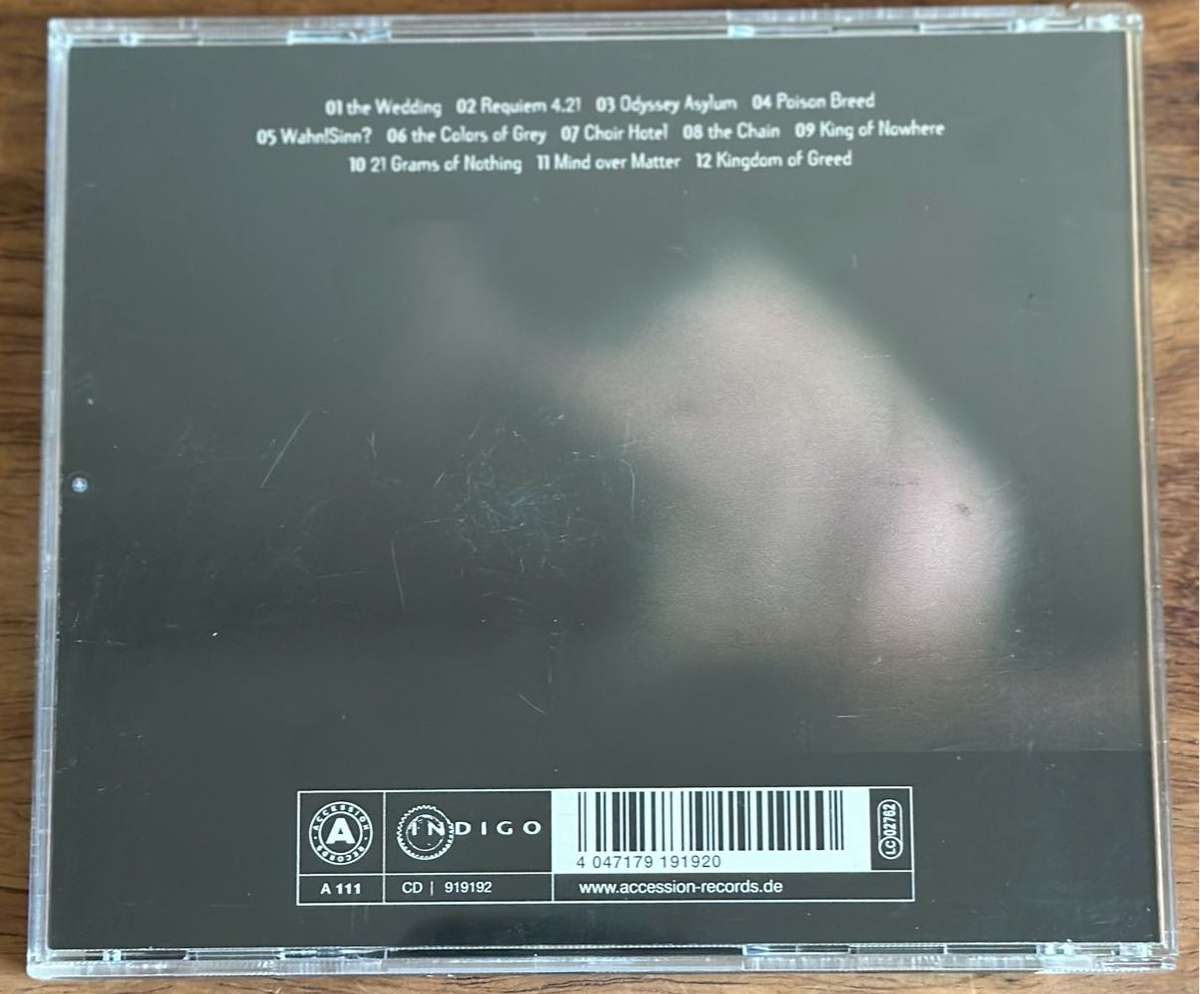 01 the Wedding 02 Requiem 4.21 03 Odyssey Asylum 04 Poison Breed
05 Wahn!Sinn? 06 the Colors of Grey 07 Choir Hotel 08 the Chain 09 King of Nowhere
10 21 Grams of Nothing 11 Mind over Matter 12 Kingdom of Greed
ACCESSION
A
RECORDS
INDIGO
4 047179 191920
LC 02762
A 111
CD | 919192
www.accession-records.de